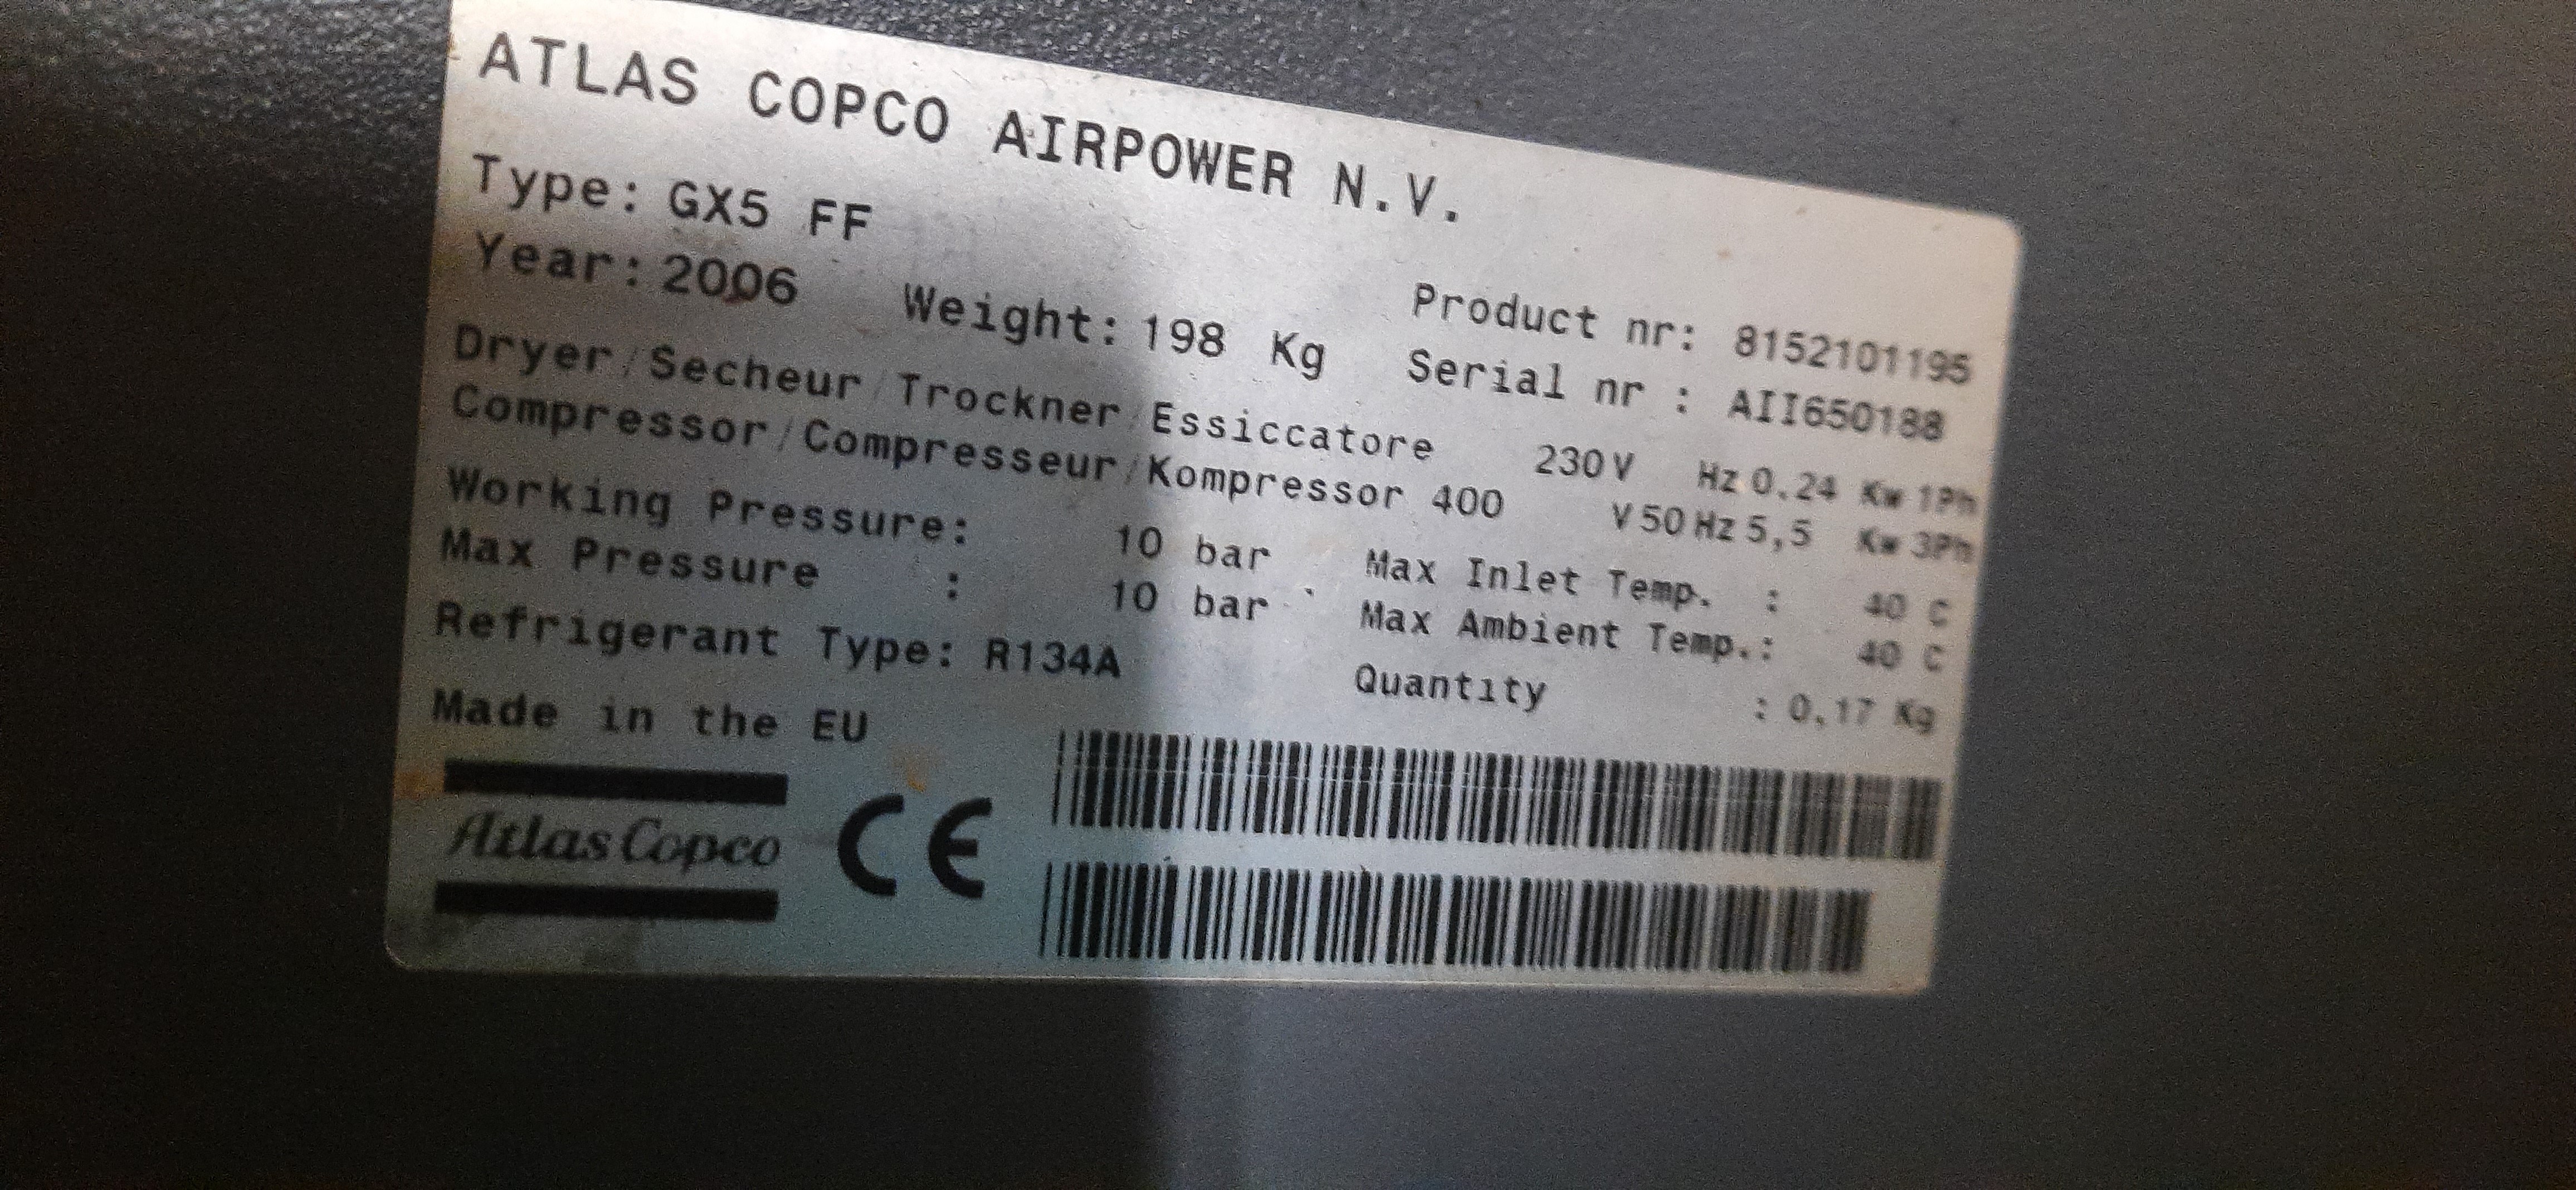 ATLAS COPCO AIRPOWER N.V.
Type: GX5 FF
Product nr: 8152101195
Year: 2006 Weight: 198 Kg Serial nr : AII650188
Dryer/Secheur/Trockner/Essiccatore 230V Hz 0.24 Kw 1Ph
Compressor/Compresseur/Kompressor 400 V 50 Hz 5,5 Kw 3Ph
Working Pressure: 10 bar Max Inlet Temp. : 40 C
Max Pressure : 10 bar Max Ambient Temp.: 40 C
Refrigerant Type: R134A Quantity : 0,17 Kg
Made in the EU
Atlas Copco CE